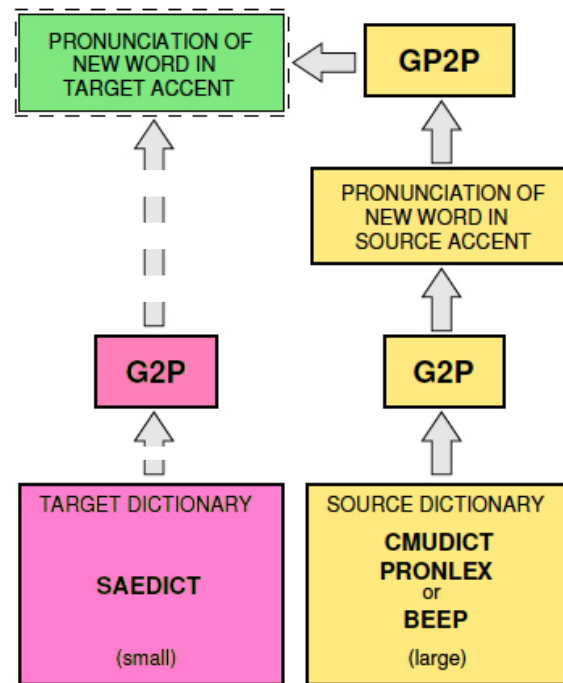 PRONUNCIATION OF
NEW WORD IN
TARGET ACCENT
GP2P
PRONUNCIATION OF
NEW WORD IN
SOURCE ACCENT
G2P
G2P
TARGET DICTIONARY
SAEDICT
(small)
SOURCE DICTIONARY
CMUDICT
PRONLEX
or
BEEP
(large)